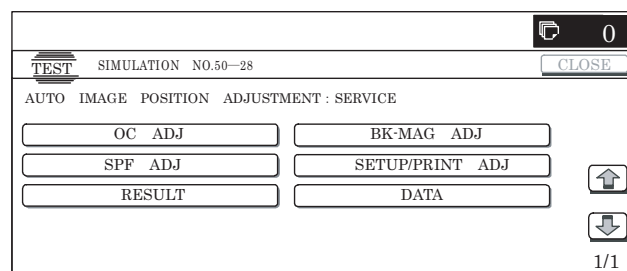 0
TEST SIMULATION NO.50—28 CLOSE
AUTO IMAGE POSITION ADJUSTMENT : SERVICE
OC ADJ BK-MAG ADJ
SPF ADJ SETUP/PRINT ADJ
RESULT DATA
1/1